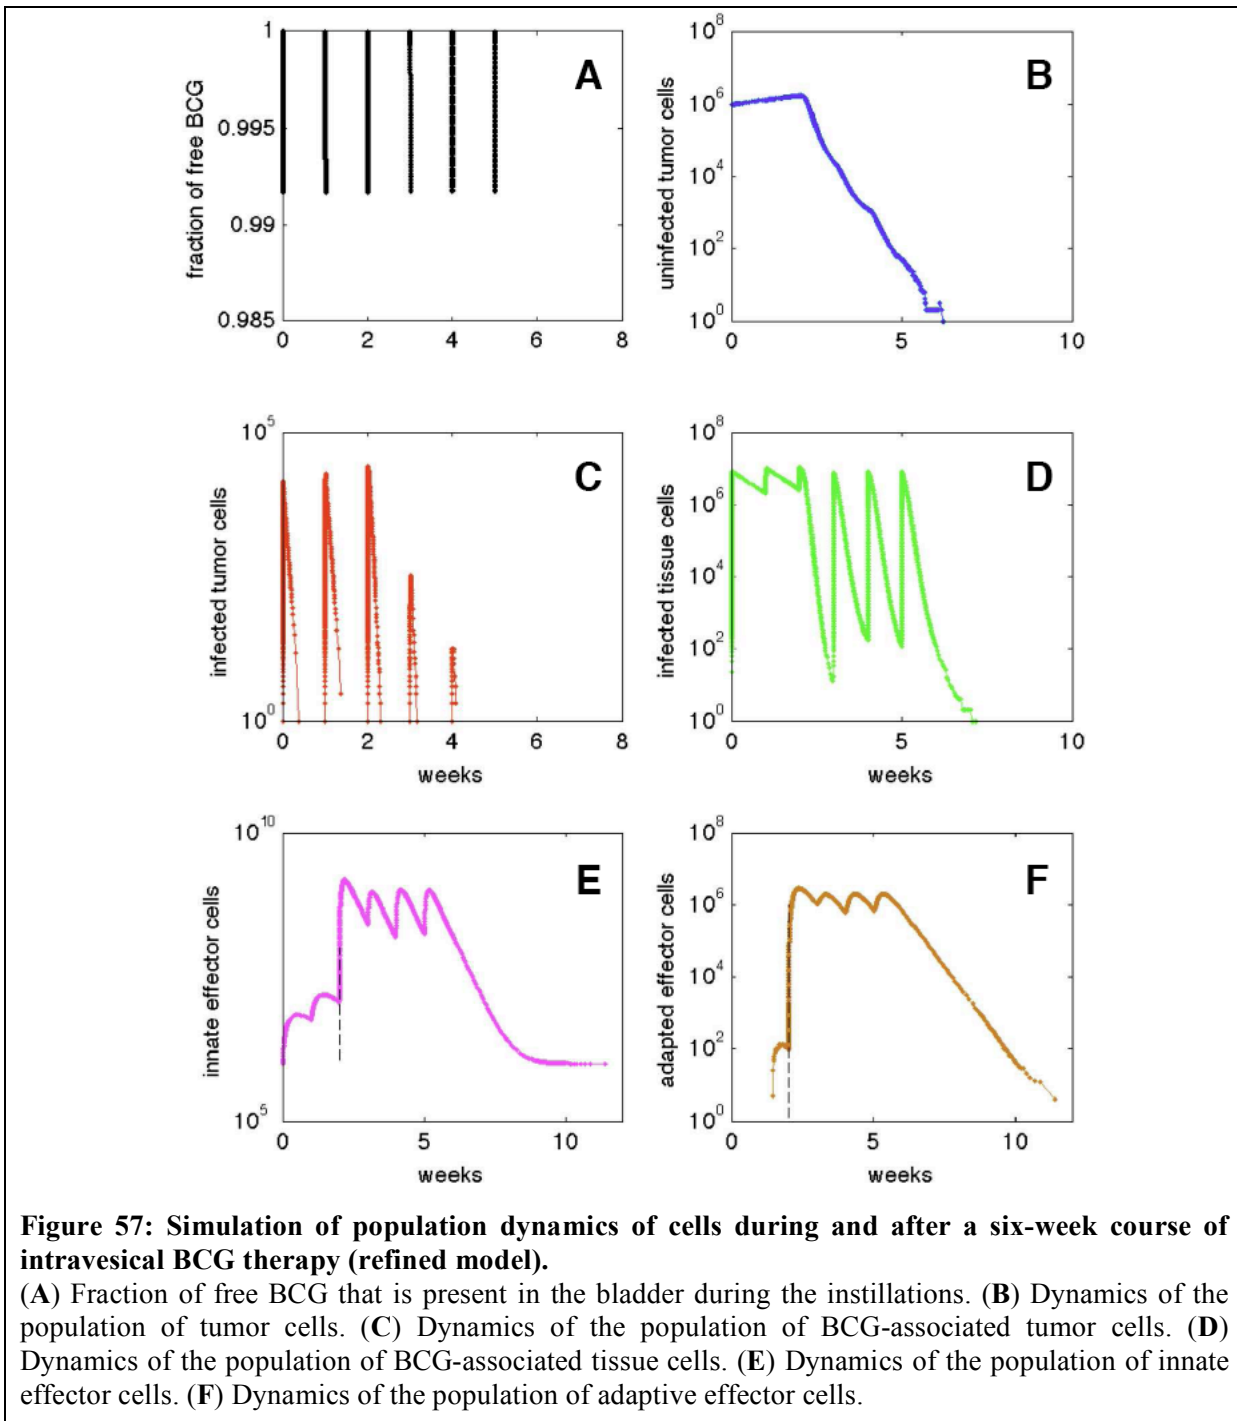 A
fraction of free BCG
1
0.995
0.99
0.985
0 2 4 6 8
B
uninfected tumor cells
10^8
10^6
10^4
10^2
10^0
0 5 10
C
infected tumor cells
10^5
10^0
0 2 4 6 8
weeks
D
infected tissue cells
10^8
10^6
10^4
10^2
10^0
0 5 10
weeks
E
innate effector cells
10^10
10^5
0 5 10
weeks
F
adapted effector cells
10^8
10^6
10^4
10^2
10^0
0 5 10
weeks
Figure 57: Simulation of population dynamics of cells during and after a six-week course of
intravesical BCG therapy (refined model).
(A) Fraction of free BCG that is present in the bladder during the instillations. (B) Dynamics of the
population of tumor cells. (C) Dynamics of the population of BCG-associated tumor cells. (D)
Dynamics of the population of BCG-associated tissue cells. (E) Dynamics of the population of innate
effector cells. (F) Dynamics of the population of adaptive effector cells.